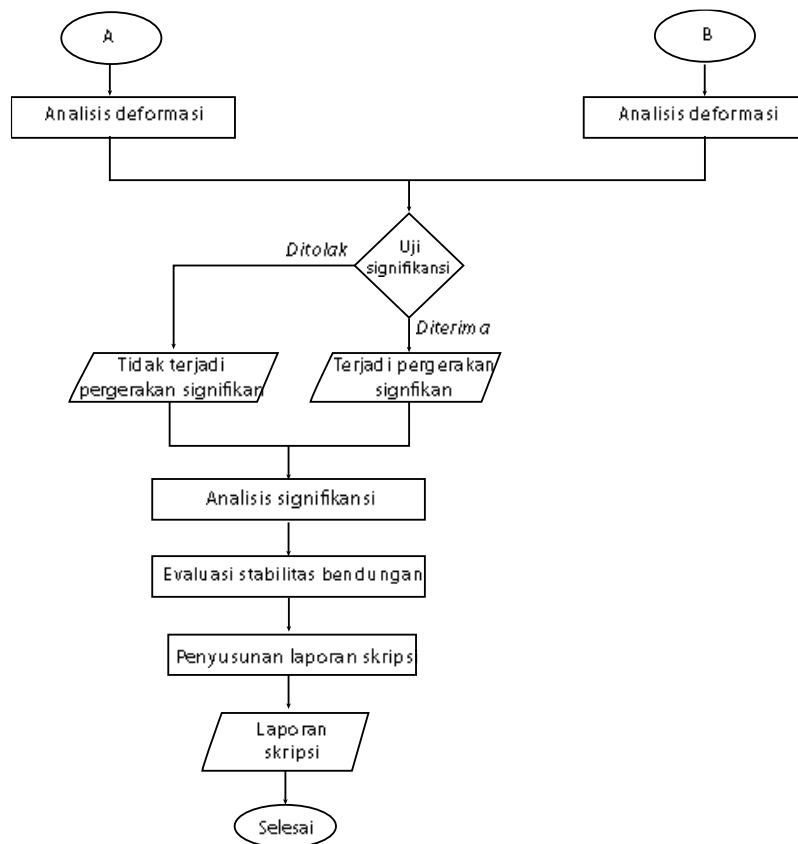 A
B
Analisis deformasi
Analisis deformasi
Uji
signifikansi
Ditolak
Diterima
Tidak terjadi
pergerakan signifikan
Terjadi pergerakan
signfikan
Analisis signifikansi
Evaluasi stabilitas bendungan
Penyusunan laporan skrips
Laporan
skripsi
Selesai